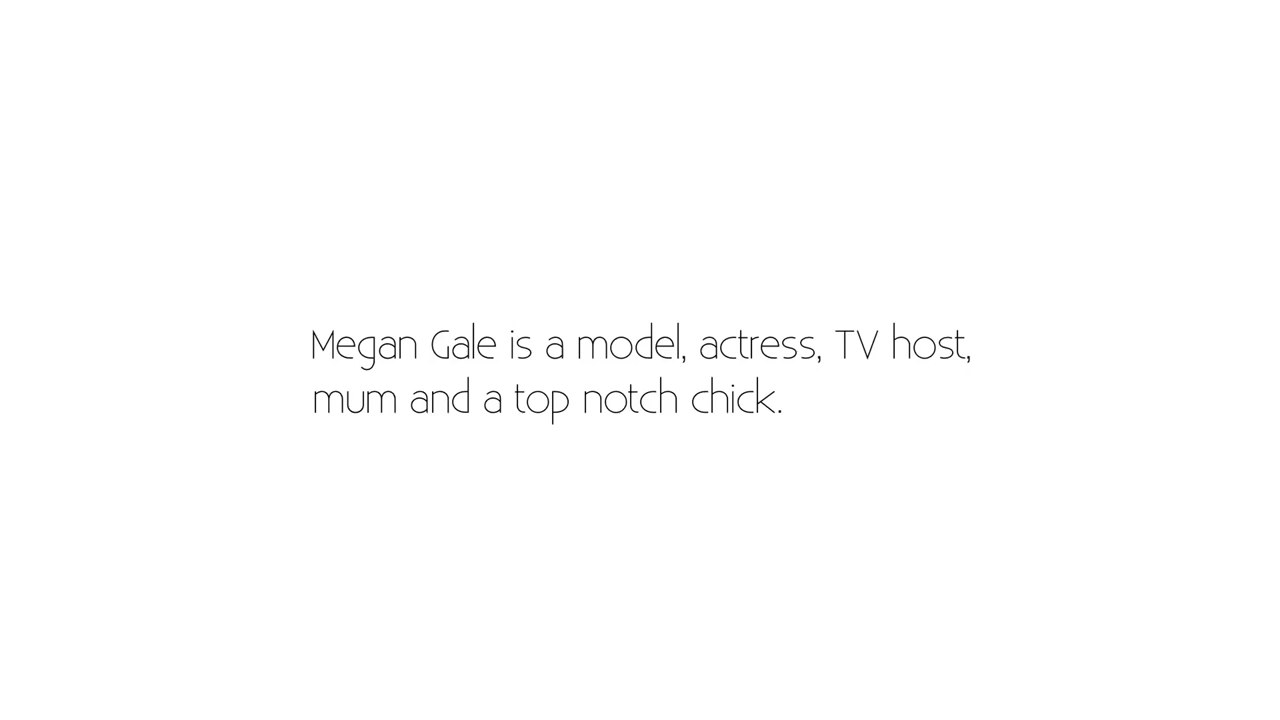 Megan Gale is a model, actress, TV host,
mum and a top notch chick.